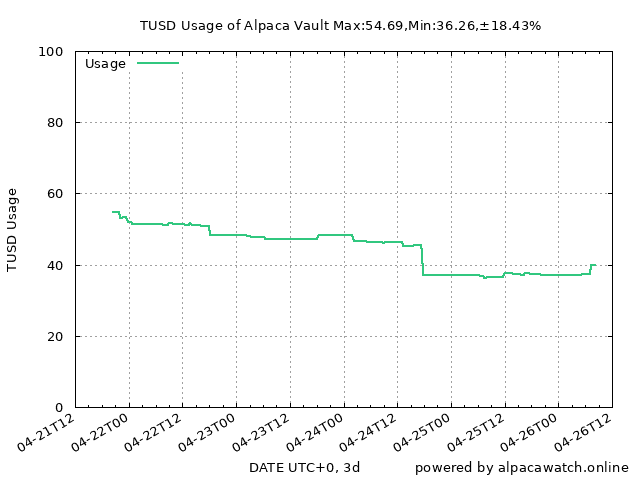 TUSD Usage of Alpaca Vault Max:54.69,Min:36.26,±18.43%
Usage
100
80
60
40
20
0
TUSD Usage
04-21T12
04-22T00
04-22T12
04-23T00
04-23T12
04-24T00
04-24T12
04-25T00
04-25T12
04-26T00
04-26T12
DATE UTC+0, 3d
powered by alpacawatch.online